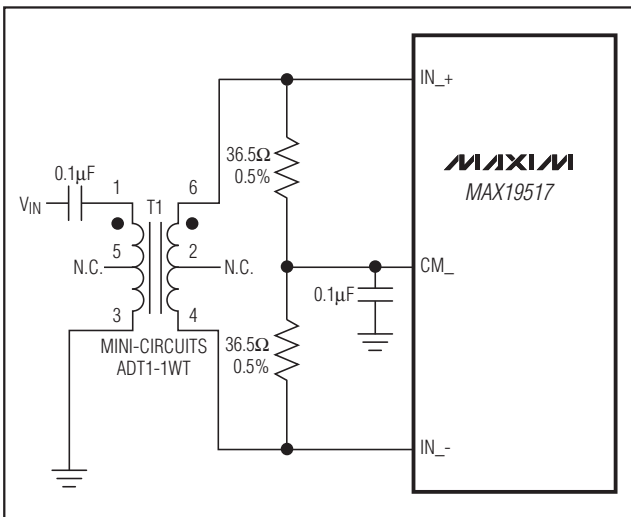 IN_+
36.5Ω
0.5%
MAXIM
MAX19517
0.1μF
1
6
VIN
T1
5
2
N.C.
N.C.
CM_
0.1μF
3
4
MINI-CIRCUITS
ADT1-1WT
36.5Ω
0.5%
IN_-